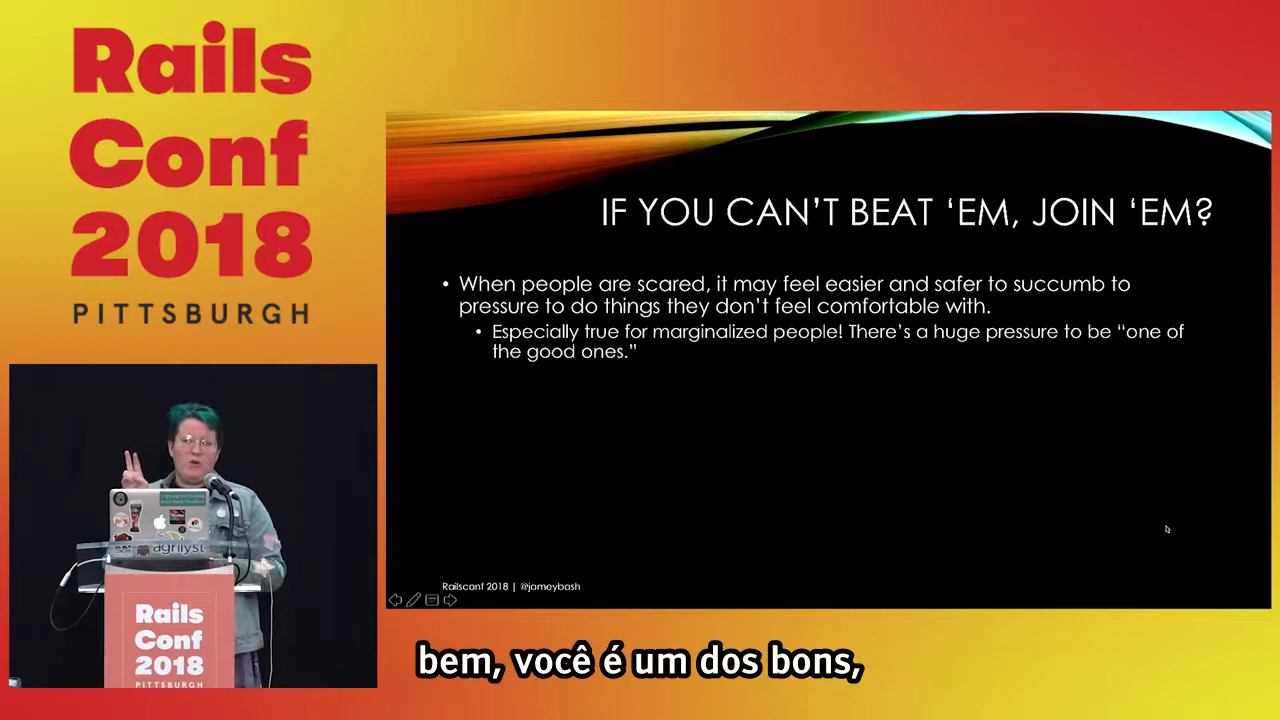 Rails
Conf
2018
PITTSBURGH
IF YOU CAN’T BEAT ‘EM, JOIN ‘EM?
• When people are scared, it may feel easier and safer to succumb to
pressure to do things they don’t feel comfortable with.
• Especially true for marginalized people! There’s a huge pressure to be “one of
the good ones.”
Railsconf 2018 | @jameybash
agrilyst
Rails
Conf
2018
PITTSBURGH
bem, você é um dos bons,